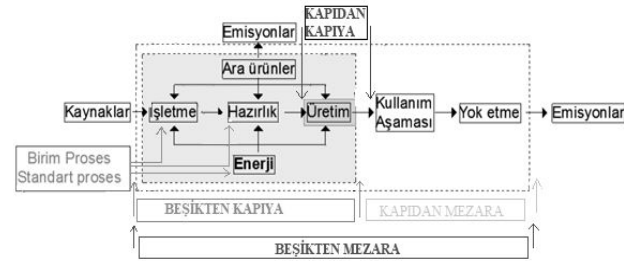 KAPIDAN
KAPIYA
Emisyonlar
Ara ürünler
Kaynaklar
işletme
Hazırlık
Üretim
Kullanım
Aşaması
Yok etme
Emisyonlar
Birim Proses
Standart proses
Enerji
BEŞİKTEN KAPIYA
KAPIDAN MEZARA
BEŞİKTEN MEZARA